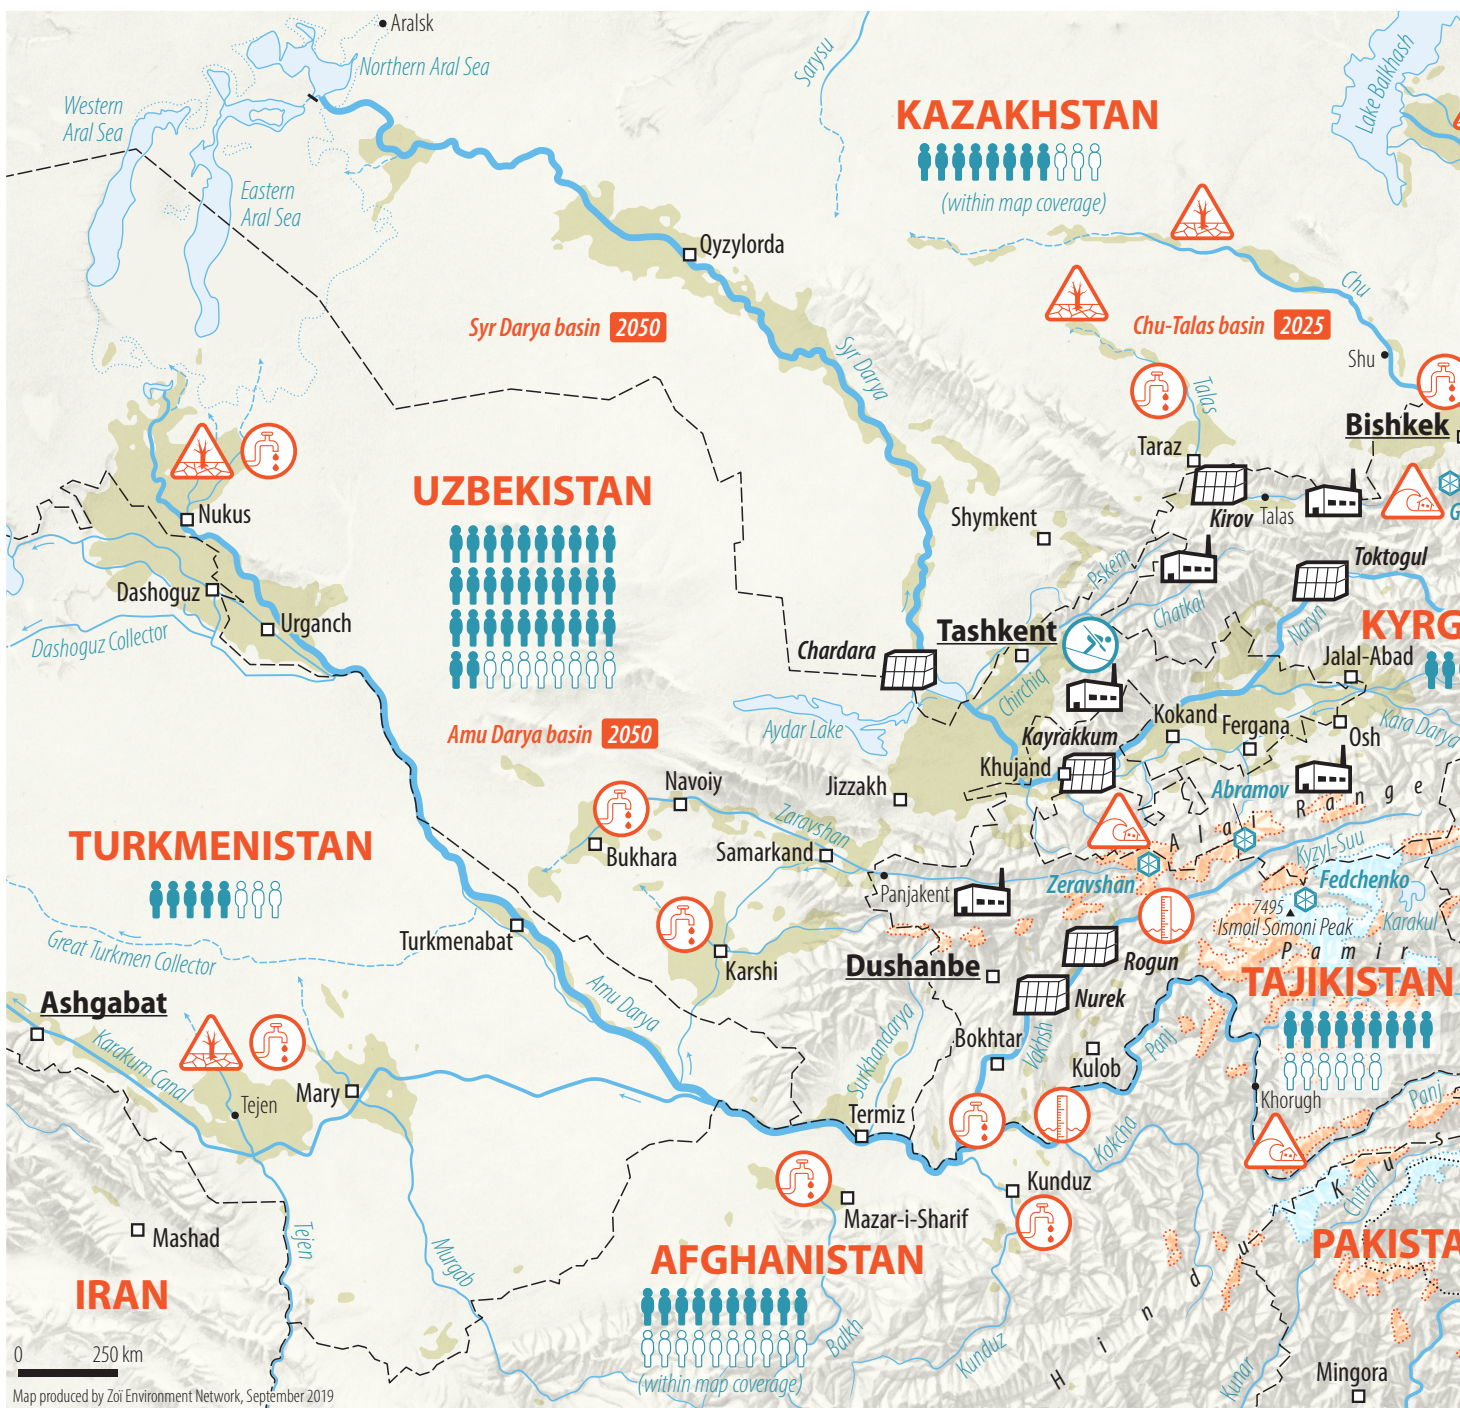 Aralsk
Northern Aral Sea
Western
Aral Sea
Eastern
Aral Sea
Sarysu
Lake Balkhash
KAZAKHSTAN
(within map coverage)
Qyzylorda
Syr Darya basin 2050
Syr Darya
Chu
Chu-Talas basin 2025
Shu
Talas
Taraz
Bishkek
Kirov
Talas
G
Toktogul
UZBEKISTAN
Nukus
Shymkent
Pskem
Chatkal
Naryn
Dashoguz
Urganch
Dashoguz Collector
Chardara
Tashkent
KYRG
Jalal-Abad
Chirchiq
Aydar Lake
Amu Darya basin 2050
Kayrakkum
Kokand
Fergana
Osh
Kara Darya
Khujand
Navoiy
Jizzakh
Abramov
Alai Range
Zaravshan
TURKMENISTAN
Bukhara
Samarkand
Kyzyl-Suu
Panjakent
Zeravshan
Fedchenko
7495
Ismoil Somoni Peak
Karakul
Pamir
Great Turkmen Collector
Turkmenabat
Karshi
Dushanbe
Rogun
Nurek
TAJIKISTAN
Ashgabat
Amu Darya
Karakum Canal
Surkhandarya
Bokhtar
Vakhsh
Kulob
Panj
Tejen
Mary
Termiz
Khorugh
Panj
Kokcha
Kunduz
Mazar-i-Sharif
Chitral
Mashad
Tejen
Murgab
AFGHANISTAN
PAKISTA
Hindu Kus
IRAN
(within map coverage)
Balkh
Kunduz
Kunar
Mingora
0 250 km
Map produced by Zoï Environment Network, September 2019